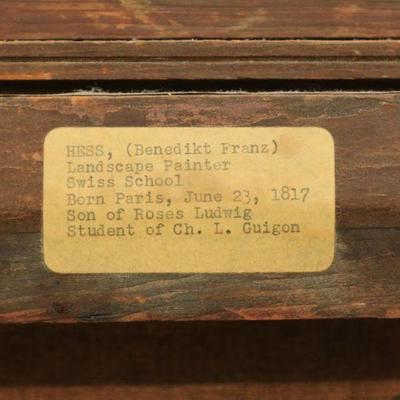 HESS, (Benedikt Franz)
Landscape Painter
Swiss School
Born Paris, June 23, 1817
Son of Roses Ludwig
Student of Ch. L. Guigon